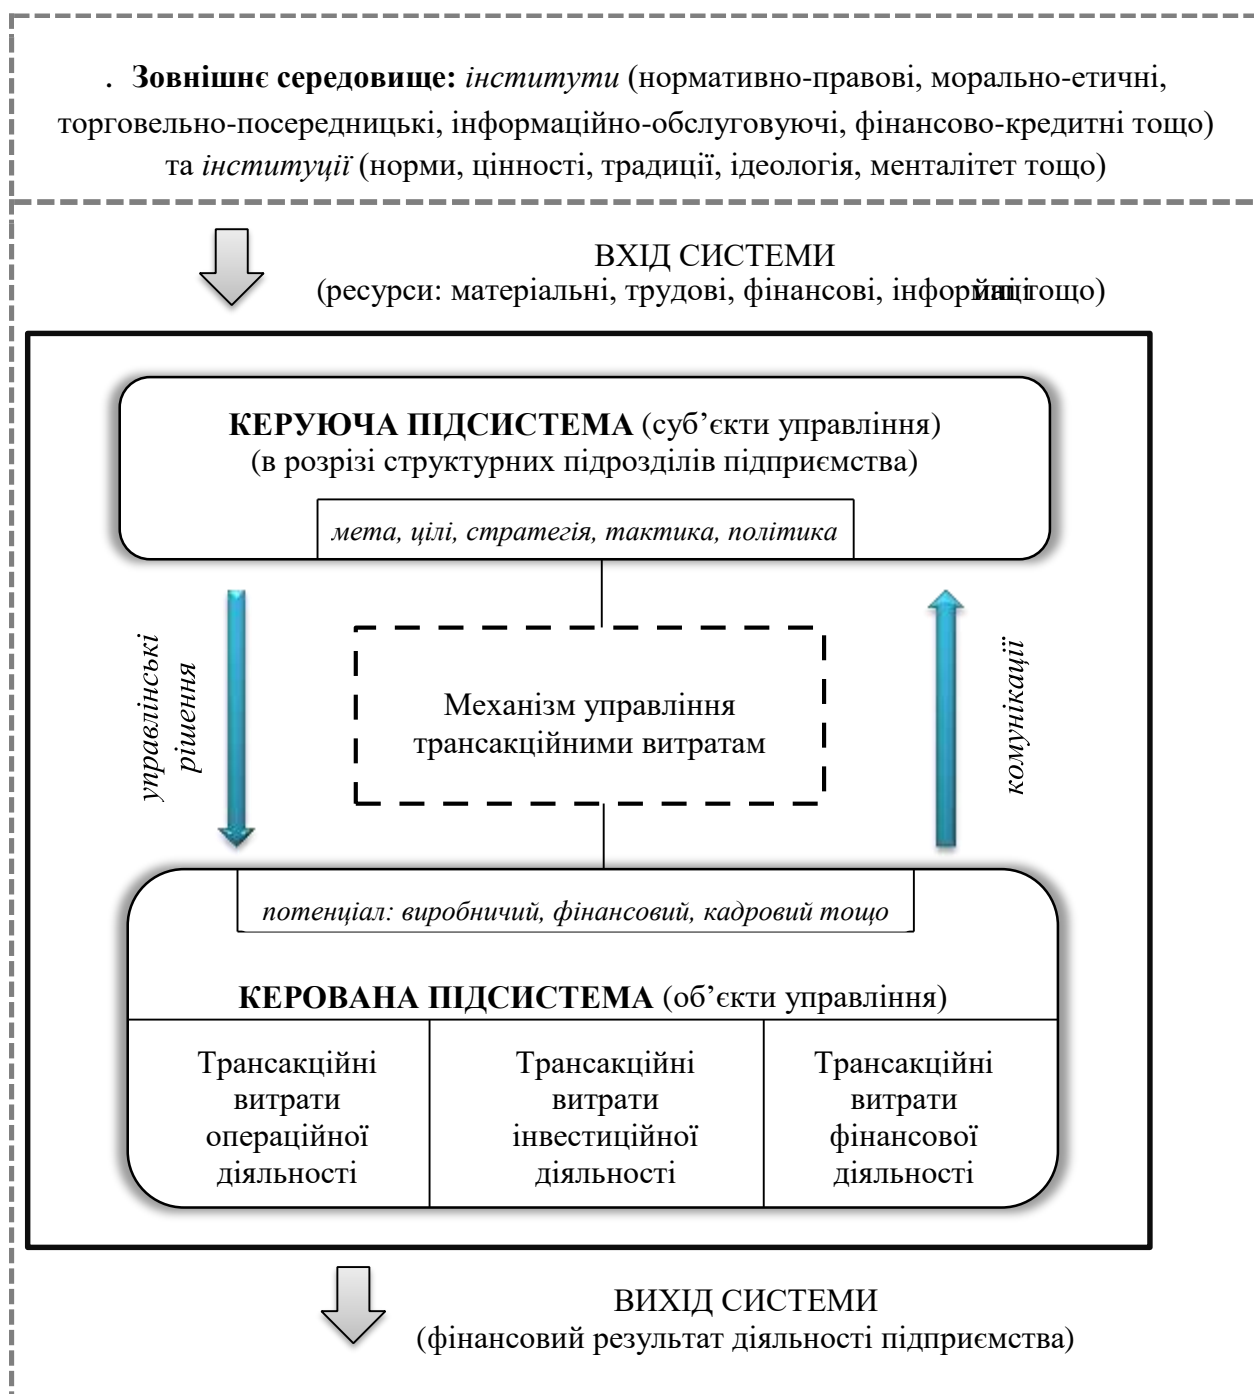 . Зовнішнє середовище: інститути (нормативно-правові, морально-етичні,
торговельно-посередницькі, інформаційно-обслуговуючі, фінансово-кредитні тощо)
та інституції (норми, цінності, традиції, ідеологія, менталітет тощо)
ВХІД СИСТЕМИ
(ресурси: матеріальні, трудові, фінансові, тощо)
КЕРУЮЧА ПІДСИСТЕМА (суб’єкти управління)
(в розрізі структурних підрозділів підприємства)
мета, цілі, стратегія, тактика, політика
управлінські
рішення
Механізм управління
трансакційними витратам
комунікації
потенціал: виробничий, фінансовий, кадровий тощо
КЕРОВАНА ПІДСИСТЕМА (об’єкти управління)
Трансакційні
витрати
операційної
діяльності
Трансакційні
витрати
інвестиційної
діяльності
Трансакційні
витрати
фінансової
діяльності
ВИХІД СИСТЕМИ
(фінансовий результат діяльності підприємства)